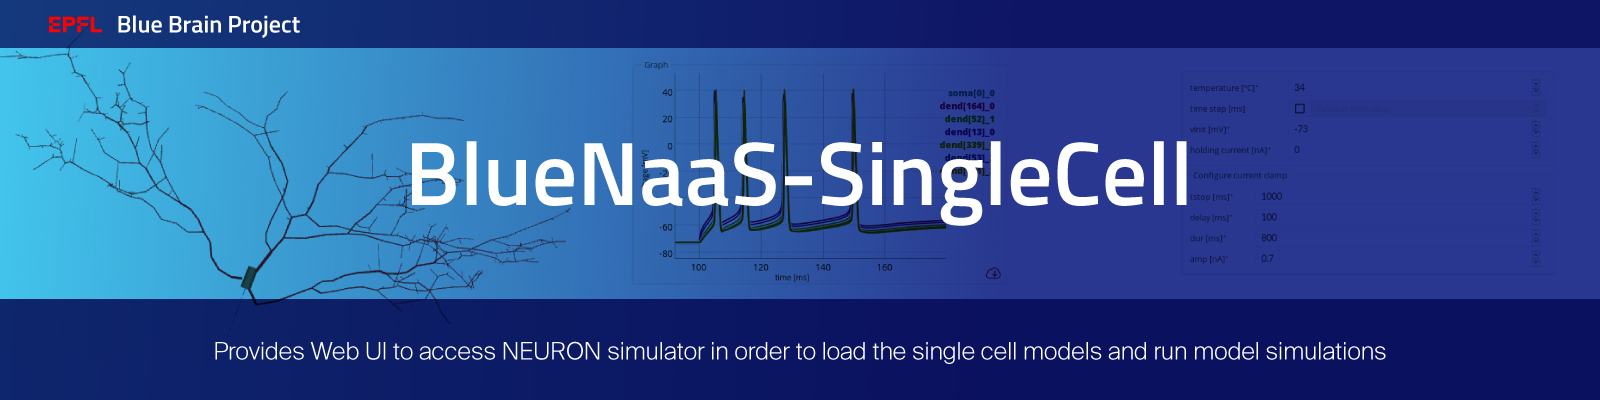 EPFL Blue Brain Project
Graph
40
20
0
-60
-80
100 120 140 160
time [ms]
soma[0]_0
dend[164]_0
dend[52]_1
dend[13]_0
dend[339]_
temperature [°C]* 34
time step [ms]
vinit [mV]* -73
holding current [nA]* 0
Configure current clamp
tstop [ms]* 1000
delay [ms]* 100
dur [ms]* 800
amp [nA]* 0.7
BlueNaaS-SingleCell
Provides Web UI to access NEURON simulator in order to load the single cell models and run model simulations